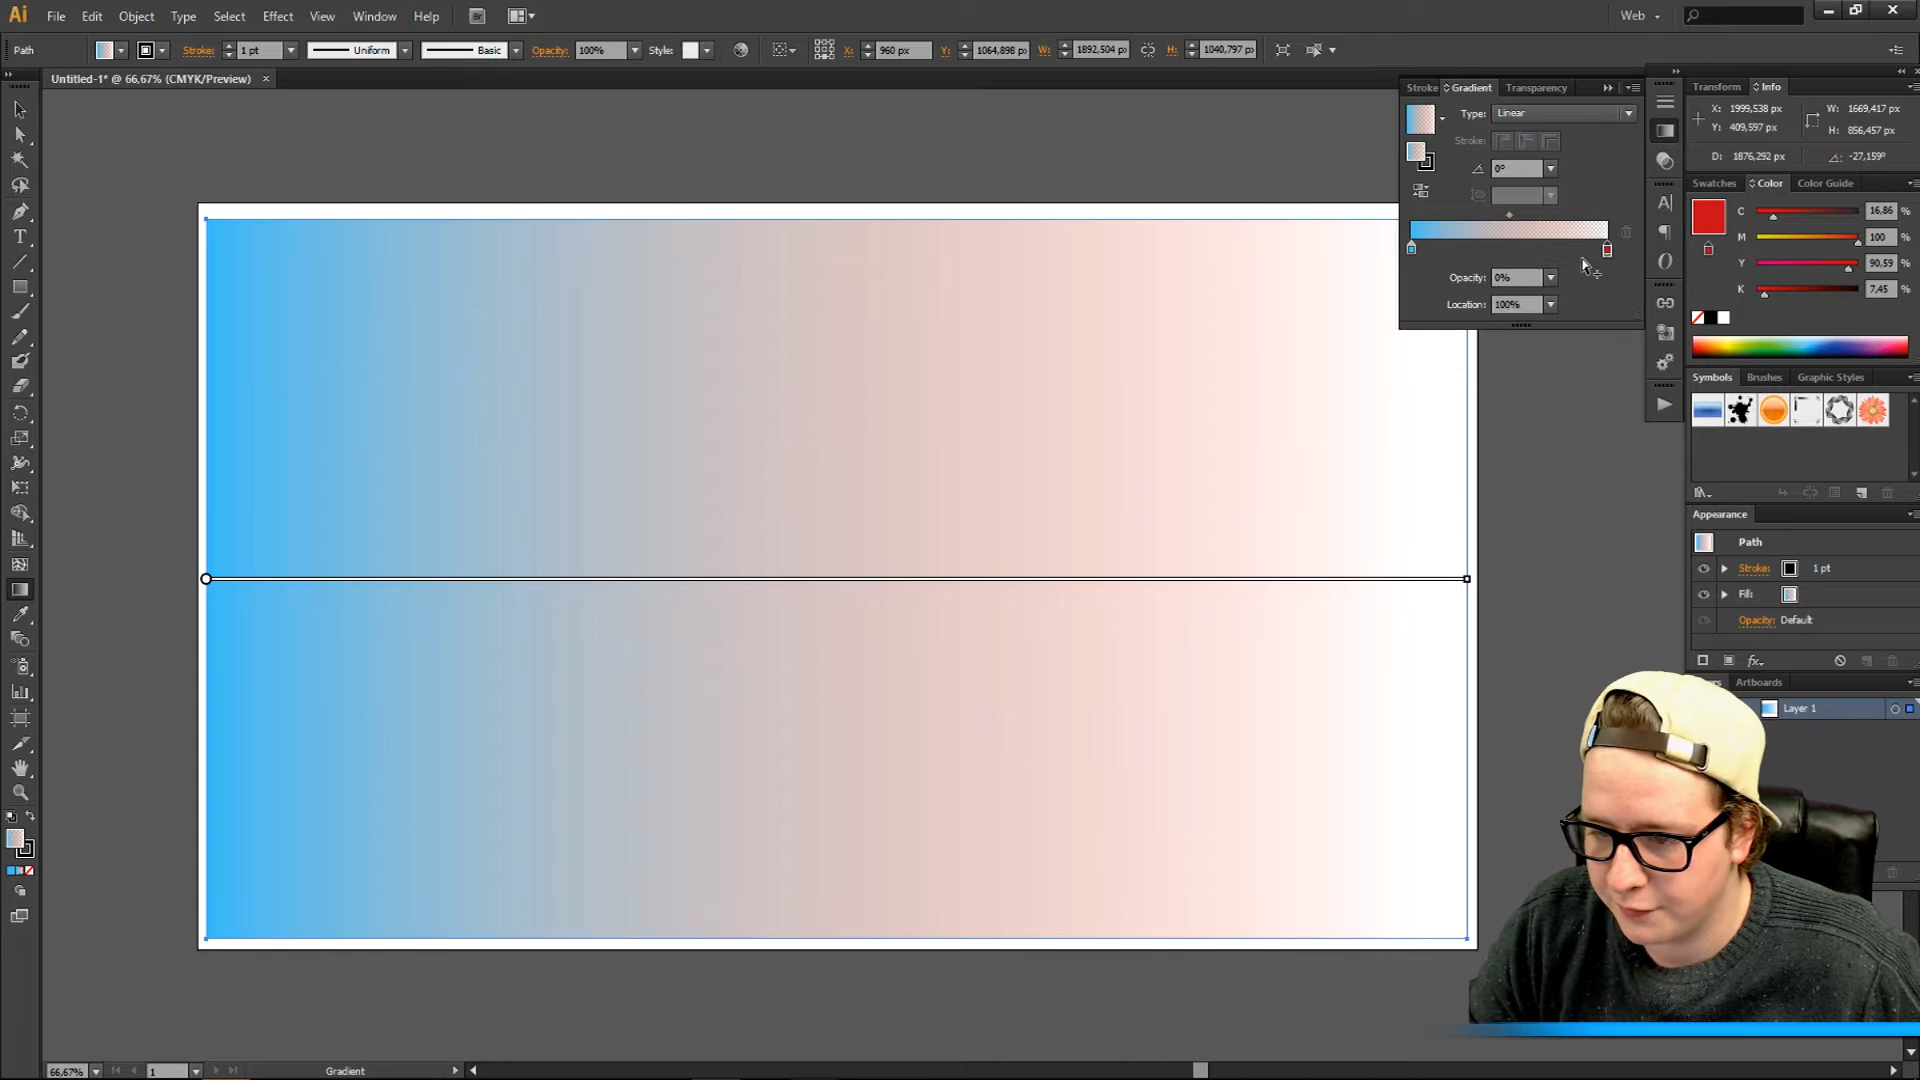 Ai File Edit Object Type Select Effect View Window Help Br Web
Path Stroke: 1 pt Uniform Basic Opacity: 100% Style: X: 960 px Y: 1064,898 px W: 1892,504 px H: 1040,797 px
Untitled-1* @ 66,67% (CMYK/Preview) ×
Stroke Gradient Transparency
Type: Linear
Stroke:
0°
Opacity: 0%
Location: 100%
Transform Info
X: 1999,538 px
Y: 409,597 px
W: 1669,417 px
H: 856,457 px
D: 1876,292 px
-27,159°
Swatches Color Color Guide
C 16,86 %
M 100 %
Y 90,59 %
K 7,45 %
Symbols Brushes Graphic Styles
Appearance
Path
Stroke: 1 pt
Fill:
Opacity: Default
fx
Artboards
Layer 1
66,67% 1 Gradient